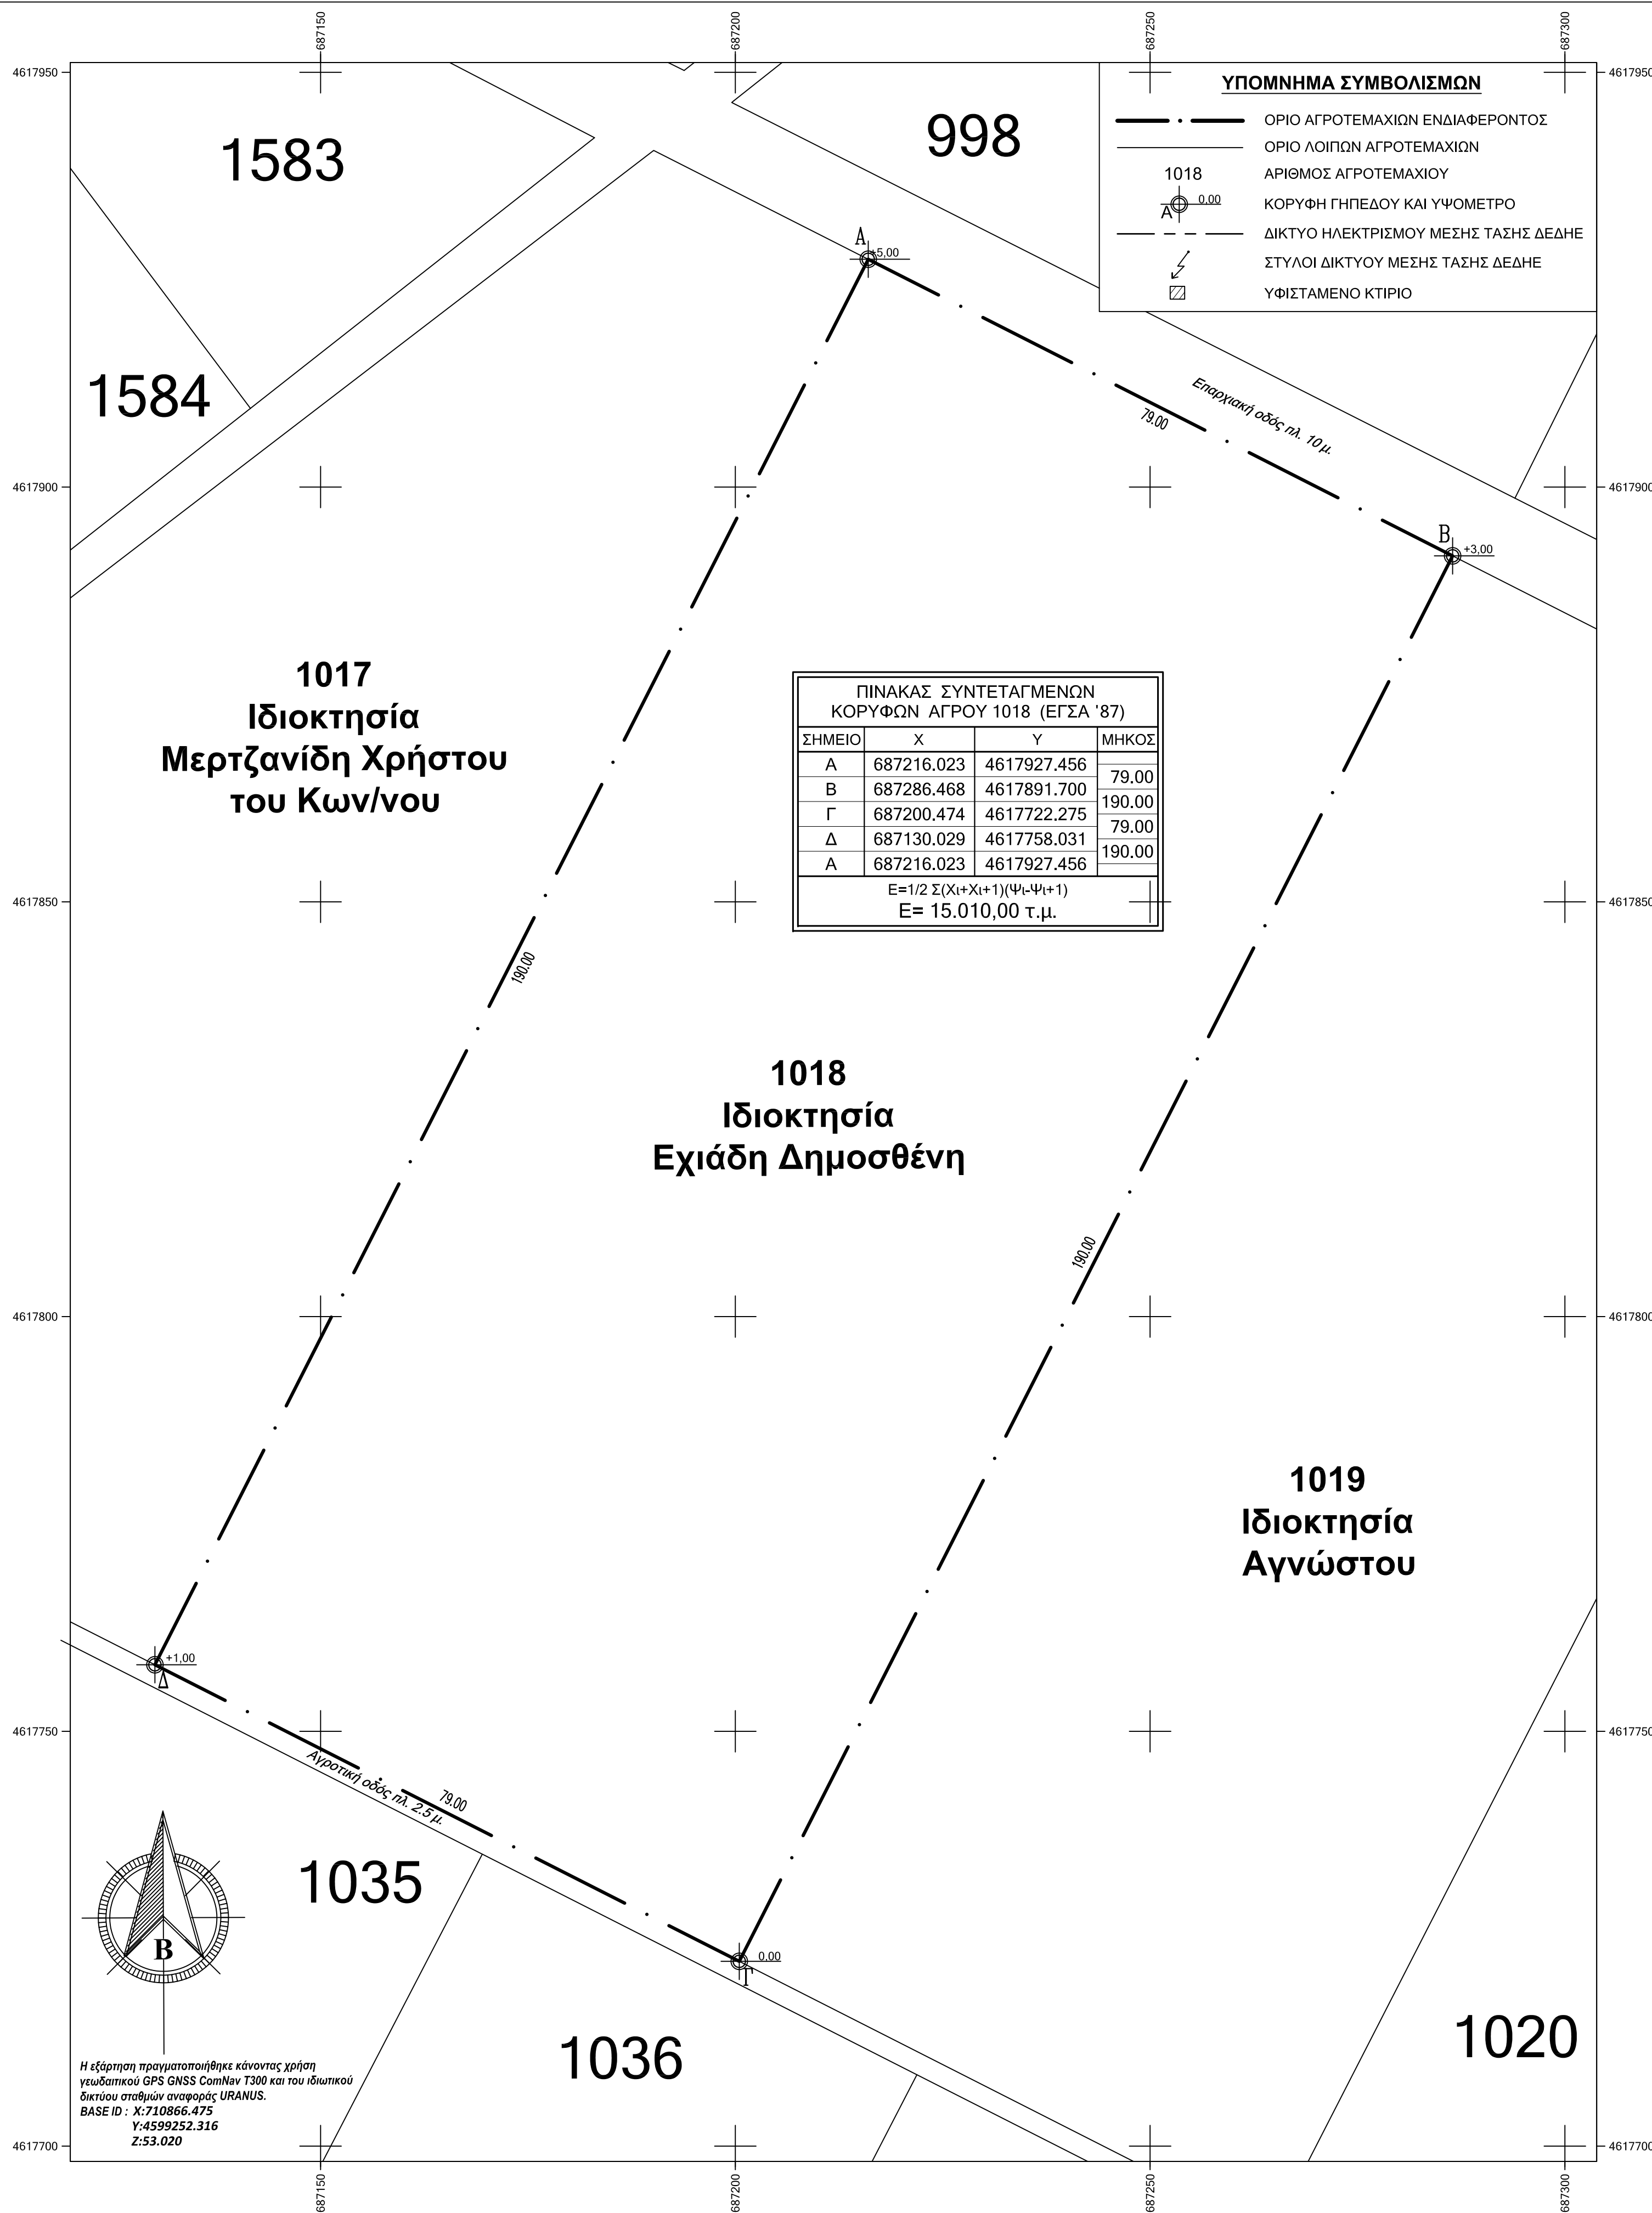 687150
687200
687250
687300
4617950
4617950
ΥΠΟΜΝΗΜΑ ΣΥΜΒΟΛΙΣΜΩΝ
ΟΡΙΟ ΑΓΡΟΤΕΜΑΧΙΩΝ ΕΝΔΙΑΦΕΡΟΝΤΟΣ
ΟΡΙΟ ΛΟΙΠΩΝ ΑΓΡΟΤΕΜΑΧΙΩΝ
1018 ΑΡΙΘΜΟΣ ΑΓΡΟΤΕΜΑΧΙΟΥ
Α 0.00 ΚΟΡΥΦΗ ΓΗΠΕΔΟΥ ΚΑΙ ΥΨΟΜΕΤΡΟ
ΔΙΚΤΥΟ ΗΛΕΚΤΡΙΣΜΟΥ ΜΕΣΗΣ ΤΑΣΗΣ ΔΕΔΗΕ
ΣΤΥΛΟΙ ΔΙΚΤΥΟΥ ΜΕΣΗΣ ΤΑΣΗΣ ΔΕΔΗΕ
ΥΦΙΣΤΑΜΕΝΟ ΚΤΙΡΙΟ
1583
998
Α
+5,00
1584
Επαρχιακή οδός πλ. 10 μ.
79.00
4617900
4617900
Β
+3,00
1017
Ιδιοκτησία
Μερτζανίδη Χρήστου
του Κων/νου
ΠΙΝΑΚΑΣ ΣΥΝΤΕΤΑΓΜΕΝΩΝ
ΚΟΡΥΦΩΝ ΑΓΡΟΥ 1018 (ΕΓΣΑ '87)
ΣΗΜΕΙΟ Χ Υ ΜΗΚΟΣ
Α 687216.023 4617927.456
79.00
Β 687286.468 4617891.700
190.00
Γ 687200.474 4617722.275
79.00
Δ 687130.029 4617758.031
190.00
Α 687216.023 4617927.456
Ε=1/2 Σ(Χι+Χι+1)(Ψι-Ψι+1)
Ε= 15.010,00 τ.μ.
4617850
4617850
190.00
1018
Ιδιοκτησία
Εχιάδη Δημοσθένη
190.00
4617800
4617800
1019
Ιδιοκτησία
Αγνώστου
+1,00
Δ
4617750
4617750
Αγροτική οδός πλ. 2.5 μ.
79.00
1035
Β
0.00
Γ
1036
1020
Η εξάρτηση πραγματοποιήθηκε κάνοντας χρήση
γεωδαιτικού GPS GNSS ComNav T300 και του ιδιωτικού
δικτύου σταθμών αναφοράς URANUS.
BASE ID : X:710866.475
Y:4599252.316
Z:53.020
4617700
4617700
687150
687200
687250
687300